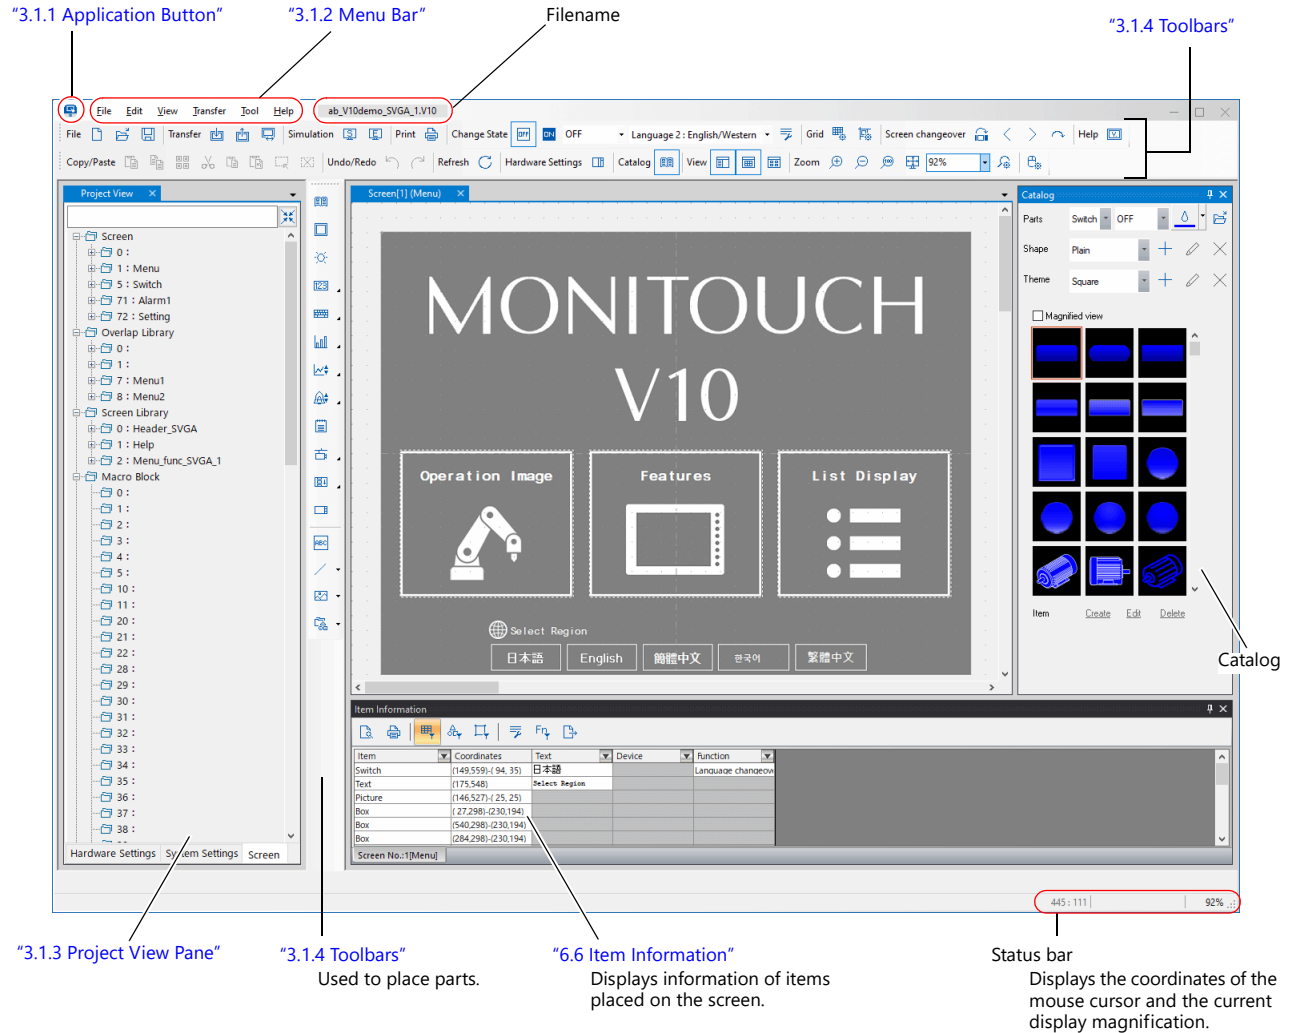 "3.1.1 Application Button"
"3.1.2 Menu Bar"
Filename
"3.1.4 Toolbars"
File Edit View Transfer Tool Help
ab_V10demo_SVGA_1.V10
File Transfer Simulation S E Print Change State OFF ON OFF Language 2 : English/Western Grid Screen changeover Help
Copy/Paste Undo/Redo Refresh Hardware Settings Catalog View Zoom 100 92%
Project View
Screen
0 :
1 : Menu
5 : Switch
71 : Alarm1
72 : Setting
Overlap Library
0 :
1 :
7 : Menu1
8 : Menu2
Screen Library
0 : Header_SVGA
1 : Help
2 : Menu_func_SVGA_1
Macro Block
0 :
1 :
2 :
3 :
4 :
5 :
10 :
11 :
20 :
21 :
22 :
28 :
29 :
30 :
31 :
32 :
33 :
34 :
35 :
36 :
37 :
38 :
Hardware Settings System Settings Screen
123
ABC
Screen[1] (Menu)
MONITOUCH
V10
Operation Image
Features
List Display
Select Region
日本語
English
簡體中文
한국어
繁體中文
Catalog
Parts Switch OFF
Shape Plain
Theme Square
Magnified view
Item Create Edit Delete
Catalog
Item Information
Fn
Item Coordinates Text Device Function
Switch (149,559)-( 94, 35) 日本語 Language changeov
Text (175,548) Select Region
Picture (146,527)-( 25, 25)
Box ( 27,298)-(230,194)
Box (540,298)-(230,194)
Box (284,298)-(230,194)
Screen No.:1[Menu]
445 : 111 92%
"3.1.3 Project View Pane"
"3.1.4 Toolbars"
Used to place parts.
"6.6 Item Information"
Displays information of items
placed on the screen.
Status bar
Displays the coordinates of the
mouse cursor and the current
display magnification.